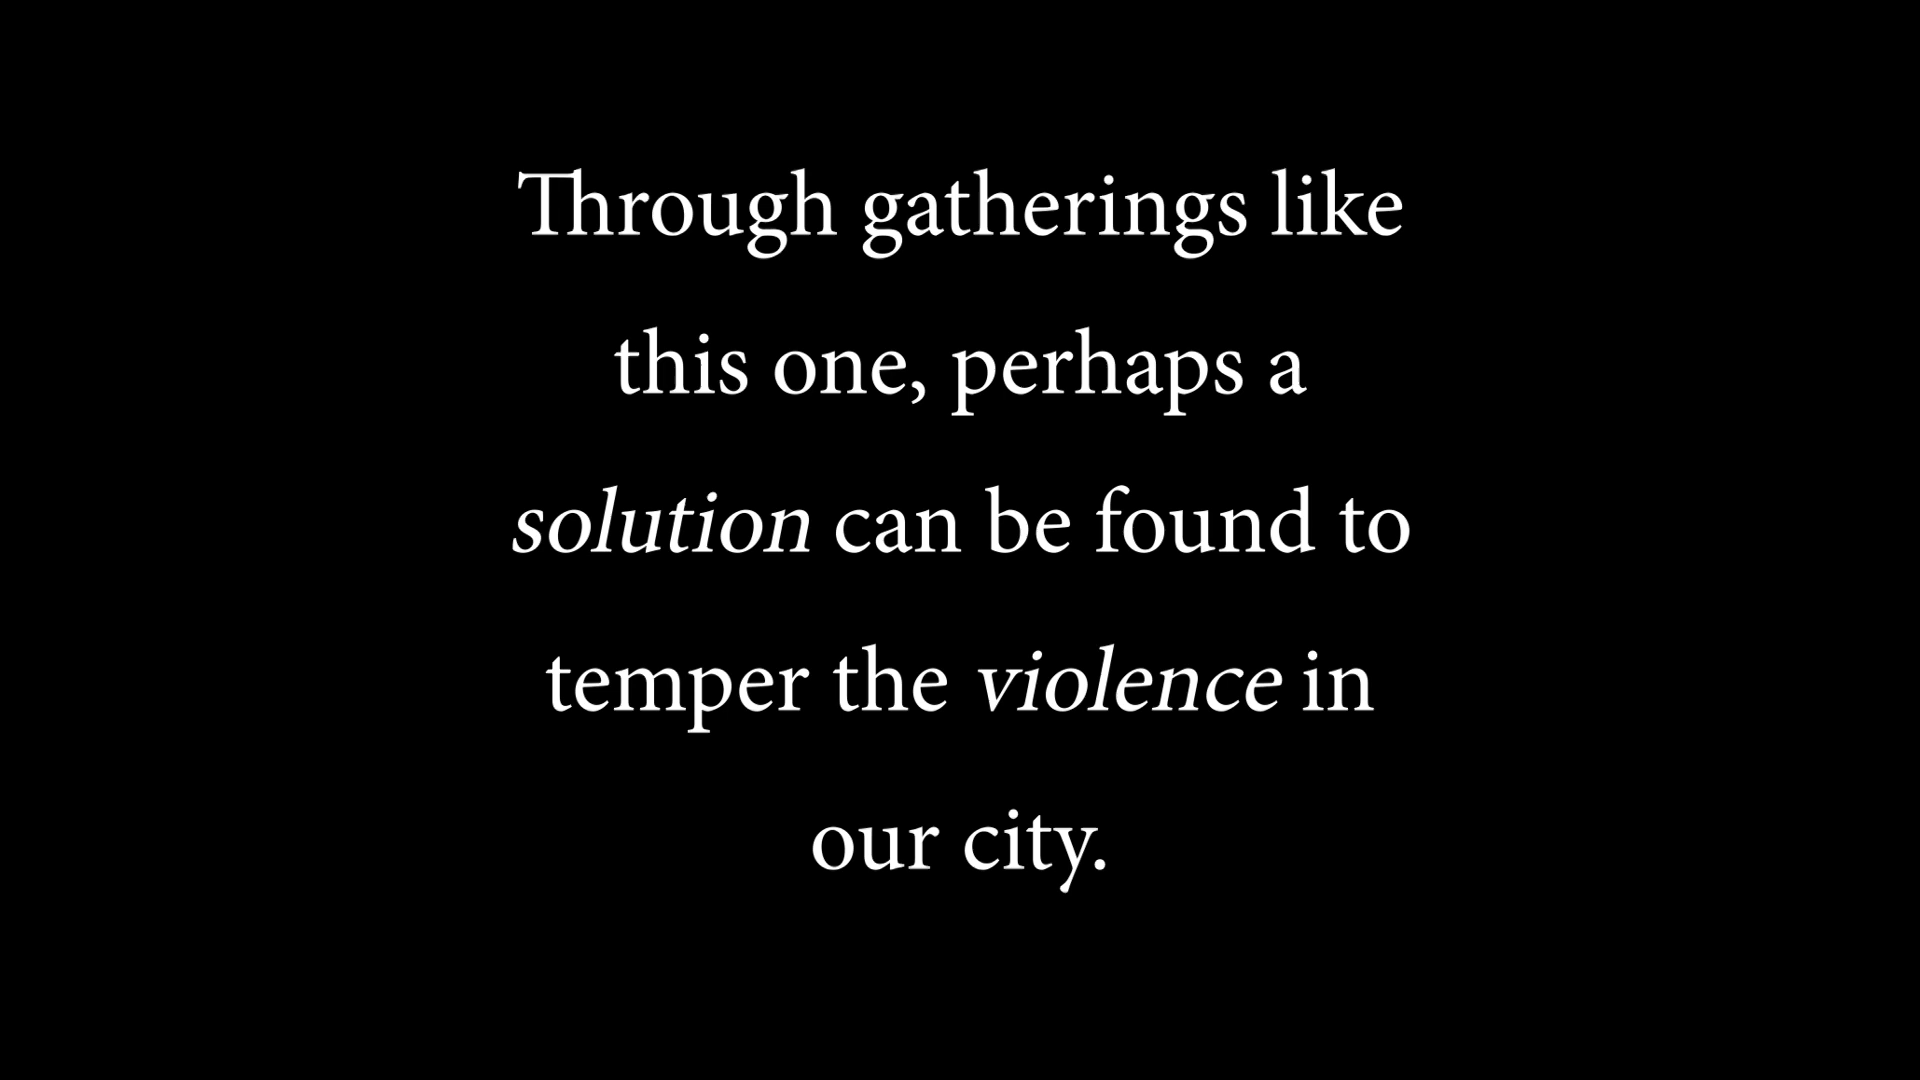 Through gatherings like
this one, perhaps a
solution can be found to
temper the violence in
our city.